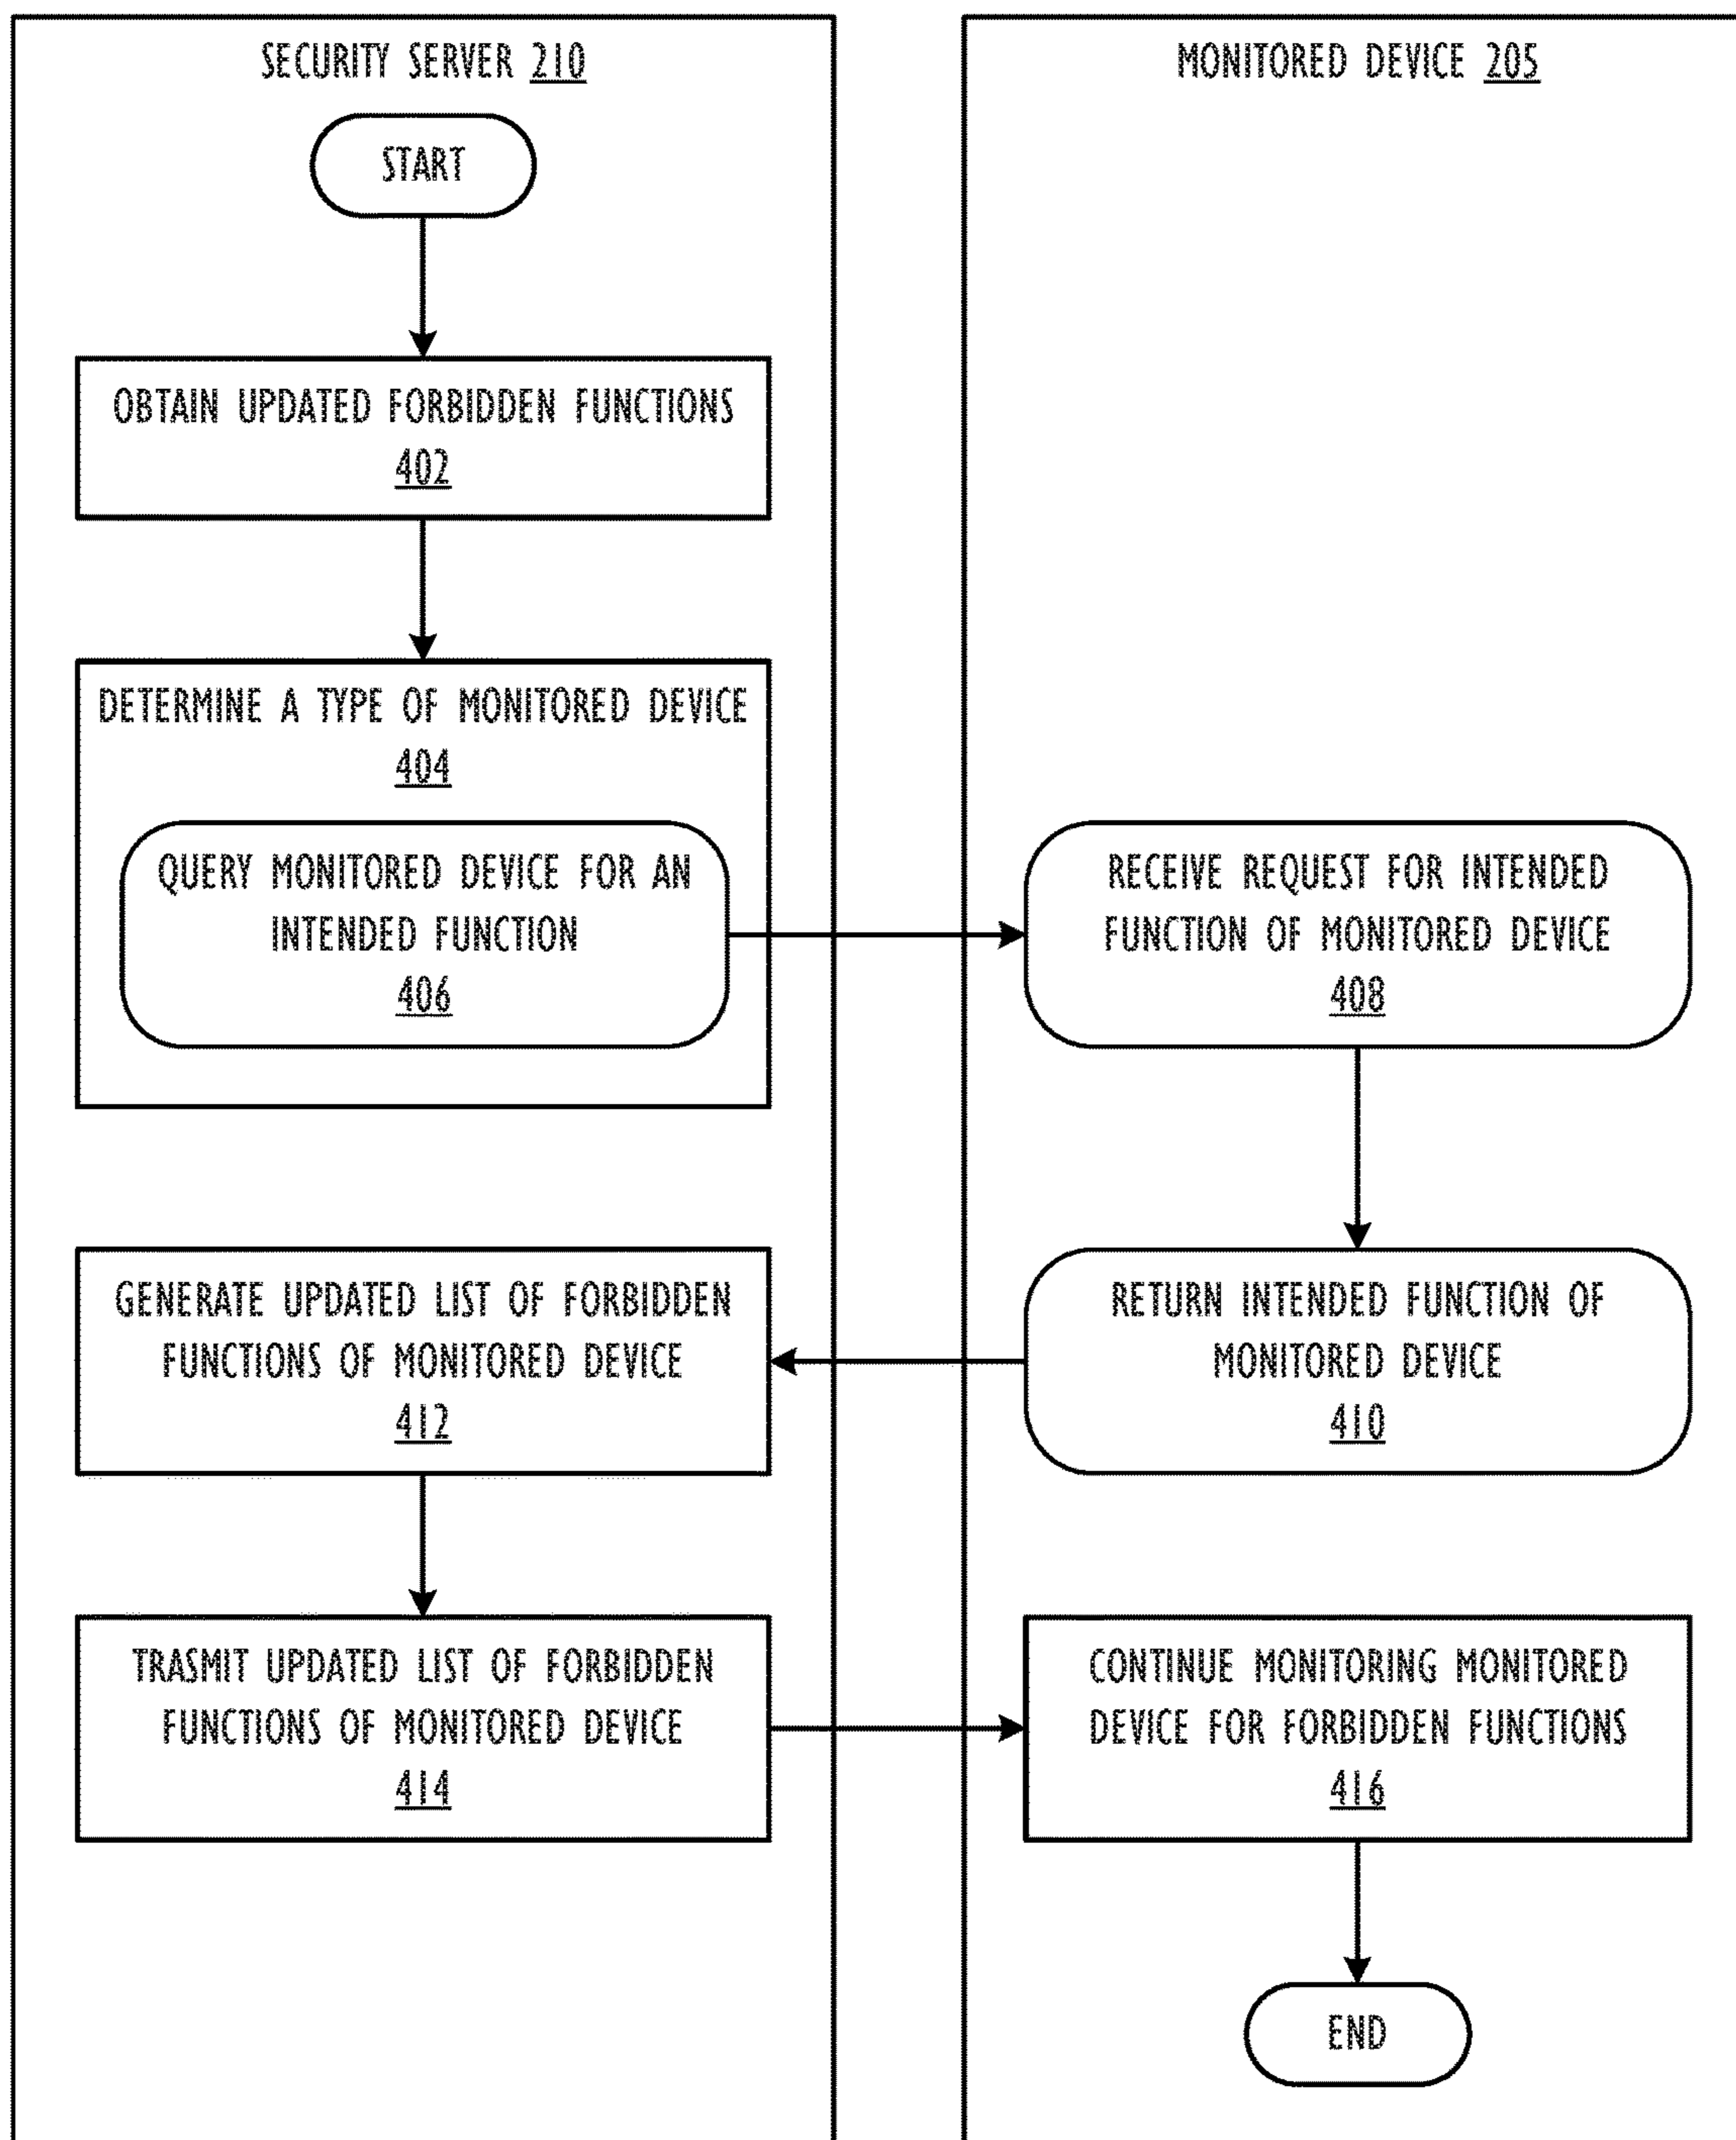 SECURITY SERVER 210
START
OBTAIN UPDATED FORBIDDEN FUNCTIONS
402
DETERMINE A TYPE OF MONITORED DEVICE
404
QUERY MONITORED DEVICE FOR AN
INTENDED FUNCTION
406
GENERATE UPDATED LIST OF FORBIDDEN
FUNCTIONS OF MONITORED DEVICE
412
TRASMIT UPDATED LIST OF FORBIDDEN
FUNCTIONS OF MONITORED DEVICE
414
MONITORED DEVICE 205
RECEIVE REQUEST FOR INTENDED
FUNCTION OF MONITORED DEVICE
408
RETURN INTENDED FUNCTION OF
MONITORED DEVICE
410
CONTINUE MONITORING MONITORED
DEVICE FOR FORBIDDEN FUNCTIONS
416
END